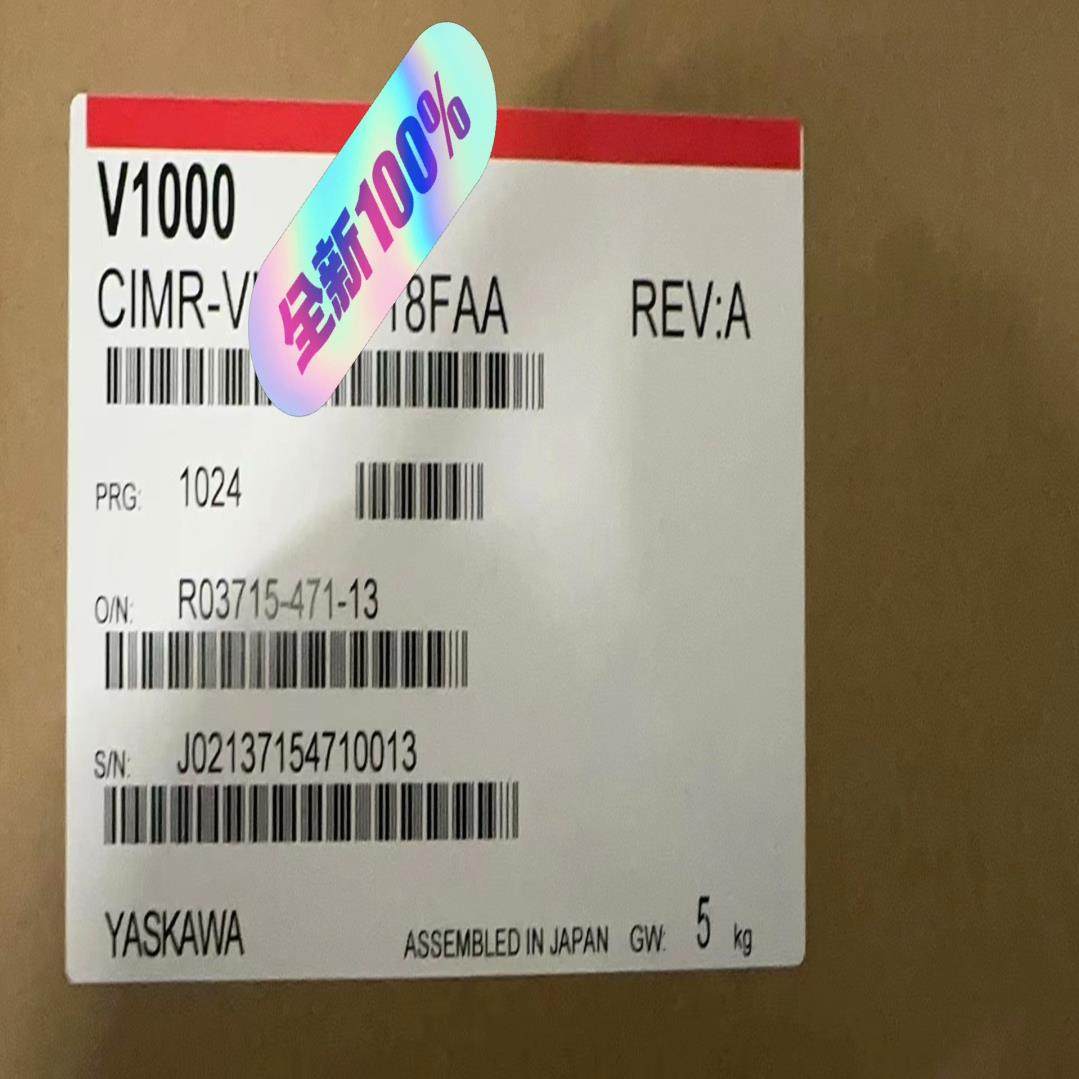 全新100%
V1000
CIMR-V 18FAA REV:A
PRG: 1024
O/N: R03715-471-13
S/N: J02137154710013
YASKAWA ASSEMBLED IN JAPAN GW: 5 kg